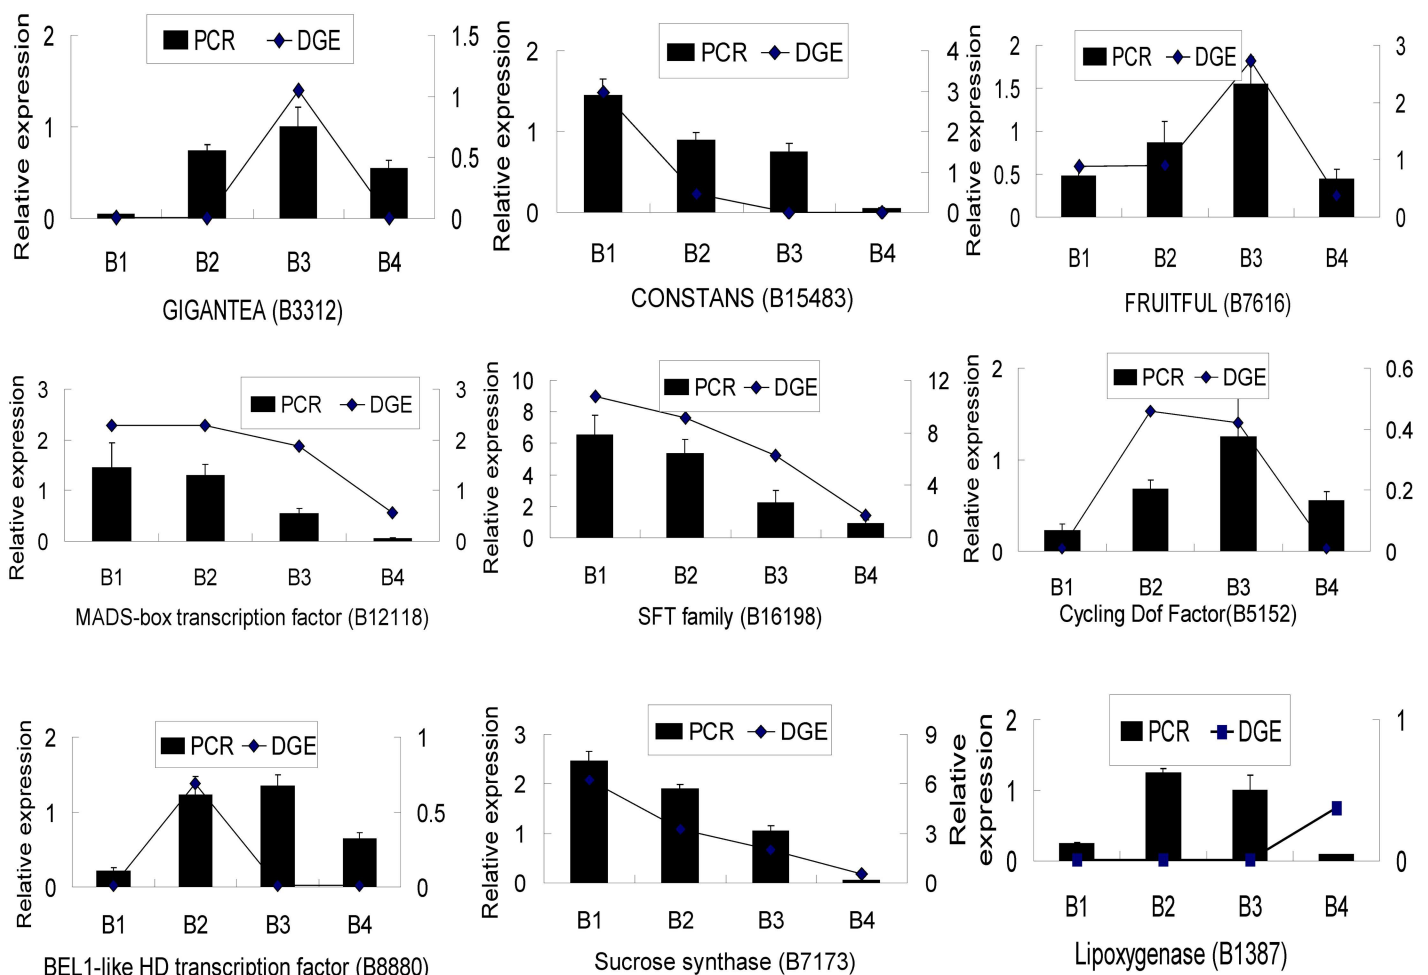 PCR DGE
Relative expression
2
1
0
1.5
1
0.5
0
B1 B2 B3 B4
GIGANTEA (B3312)
PCR DGE
Relative expression
2
1
0
4
3
2
1
0
B1 B2 B3 B4
CONSTANS (B15483)
PCR DGE
Relative expression
2
1.5
1
0.5
0
3
2
1
0
B1 B2 B3 B4
FRUITFUL (B7616)
PCR DGE
Relative expression
3
2
1
0
3
2
1
0
B1 B2 B3 B4
MADS-box transcription factor (B12118)
PCR DGE
Relative expression
10
8
6
4
2
0
12
8
4
0
B1 B2 B3 B4
SFT family (B16198)
PCR DGE
Relative expression
2
1
0
0.6
0.4
0.2
0
B1 B2 B3 B4
Cycling Dof Factor(B5152)
PCR DGE
Relative expression
2
1
0
1
0.5
0
B1 B2 B3 B4
BEL1-like HD transcription factor (B8880)
PCR DGE
Relative expression
3
2
1
0
9
6
3
0
B1 B2 B3 B4
Sucrose synthase (B7173)
PCR DGE
Relative
expression
2
1
0
1
0
B1 B2 B3 B4
Lipoxygenase (B1387)